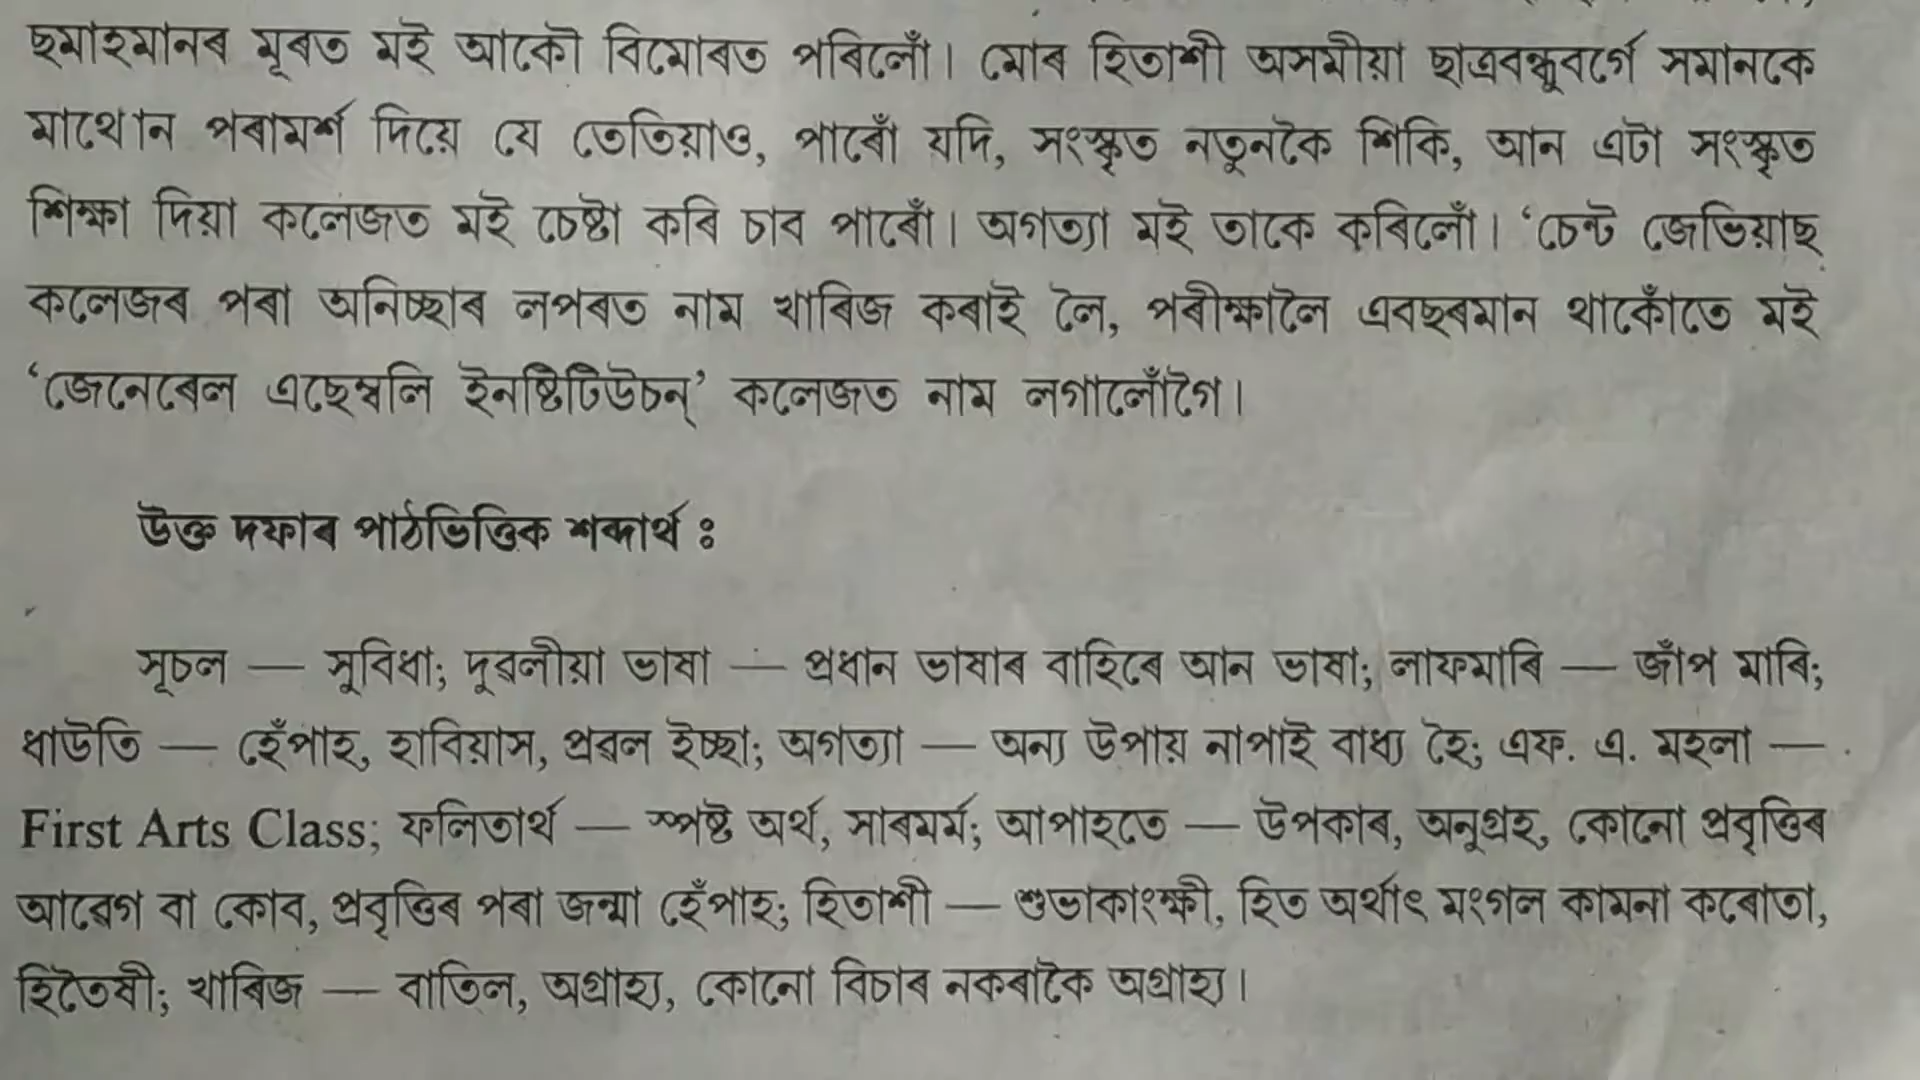 ছমাহমানৰ মূৰত মই আকৌ বিমোৰত পৰিলোঁ। মোৰ হিতাশী অসমীয়া ছাত্ৰবন্ধুবৰ্গে সমানকে
মাথোন পৰামৰ্শ দিয়ে যে তেতিয়াও, পাৰোঁ যদি, সংস্কৃত নতুনকৈ শিকি, আন এটা সংস্কৃত
শিক্ষা দিয়া কলেজত মই চেষ্টা কৰি চাব পাৰোঁ। অগত্যা মই তাকে কৰিলোঁ। ‘চেন্ট জেভিয়াছ
কলেজৰ পৰা অনিচ্ছাৰ লপৰত নাম খাৰিজ কৰাই লৈ, পৰীক্ষালৈ এবছৰমান থাকোঁতে মই
‘জেনেৰেল এছেম্বলি ইনষ্টিটিউচন্’ কলেজত নাম লগালোঁগৈ।
উক্ত দফাৰ পাঠভিত্তিক শব্দাৰ্থ ঃ
সূচল — সুবিধা; দুৱলীয়া ভাষা — প্ৰধান ভাষাৰ বাহিৰে আন ভাষা; লাফমাৰি — জাঁপ মাৰি;
ধাউতি — হেঁপাহ, হাবিয়াস, প্ৰৱল ইচ্ছা; অগত্যা — অন্য উপায় নাপাই বাধ্য হৈ; এফ. এ. মহলা —
First Arts Class; ফলিতাৰ্থ — স্পষ্ট অৰ্থ, সাৰমৰ্ম; আপাহতে — উপকাৰ, অনুগ্ৰহ, কোনো প্ৰবৃত্তিৰ
আৱেগ বা কোব, প্ৰবৃত্তিৰ পৰা জন্মা হেঁপাহ; হিতাশী — শুভাকাংক্ষী, হিত অৰ্থাৎ মংগল কামনা কৰোতা,
হিতৈষী; খাৰিজ — বাতিল, অগ্ৰাহ্য, কোনো বিচাৰ নকৰাকৈ অগ্ৰাহ্য।